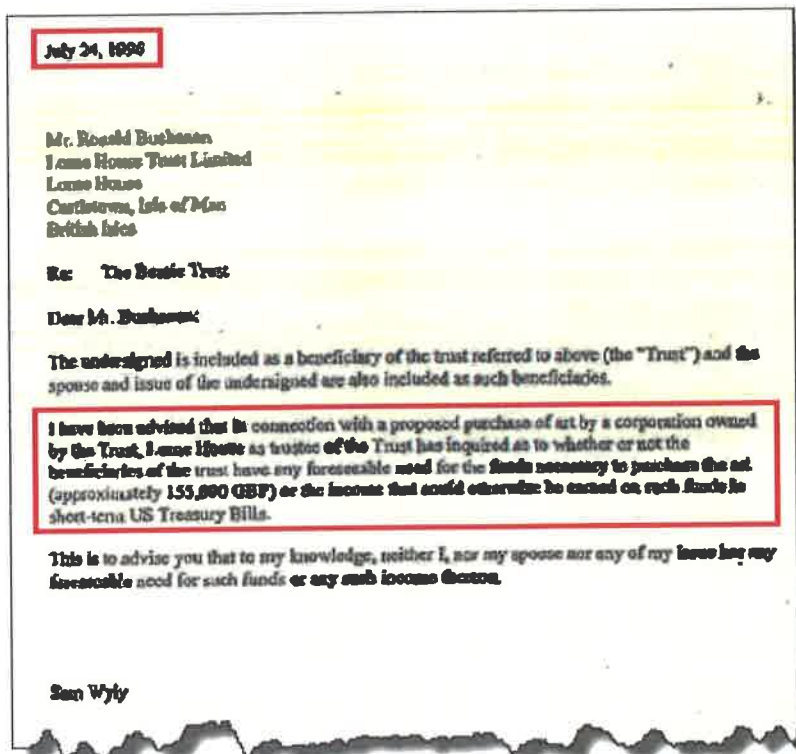 July 24, 1996
Mr. Ronald Buchanan
Lorne House Trust Limited
Lorne House
Castletown, Isle of Man
British Isles
Re: The Bessie Trust
Dear Mr. Buchanan:
The undersigned is included as a beneficiary of the trust referred to above (the "Trust") and the
spouse and issue of the undersigned are also included as such beneficiaries.
I have been advised that in connection with a proposed purchase of art by a corporation owned
by the Trust, Lorne House as trustee of the Trust has inquired as to whether or not the
beneficiaries of the trust have any foreseeable need for the funds necessary to purchase the art
(approximately 155,000 GBP) or the income that could otherwise be earned on such funds in
short-term US Treasury Bills.
This is to advise you that to my knowledge, neither I, nor my spouse nor any of my issue has any
foreseeable need for such funds or any such income thereon.
Sam Wyly